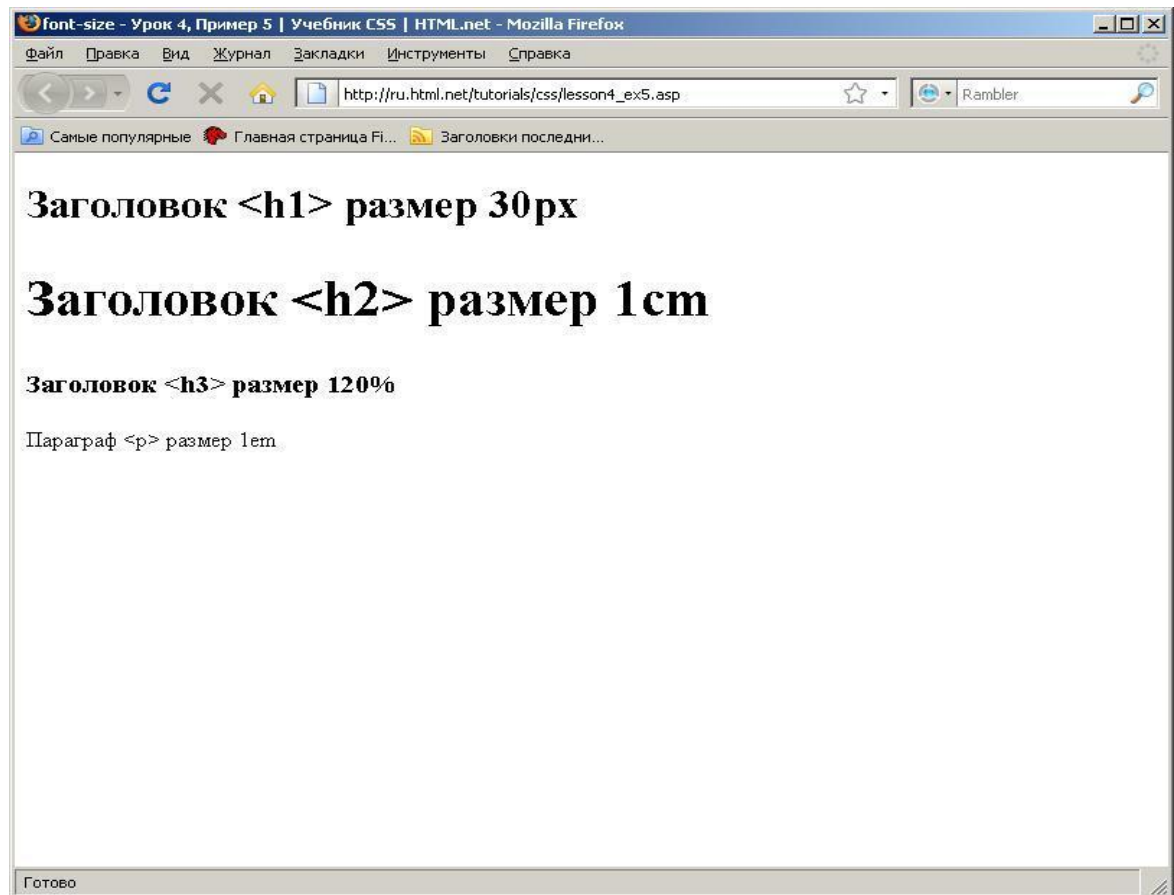 font-size - Урок 4, Пример 5 | Учебник CSS | HTML.net - Mozilla Firefox
Файл Правка Вид Журнал Закладки Инструменты Справка
http://ru.html.net/tutorials/css/lesson4_ex5.asp Rambler
Самые популярные Главная страница Fi... Заголовки последни...
Заголовок <h1> размер 30px
Заголовок <h2> размер 1cm
Заголовок <h3> размер 120%
Параграф <p> размер 1em
Готово